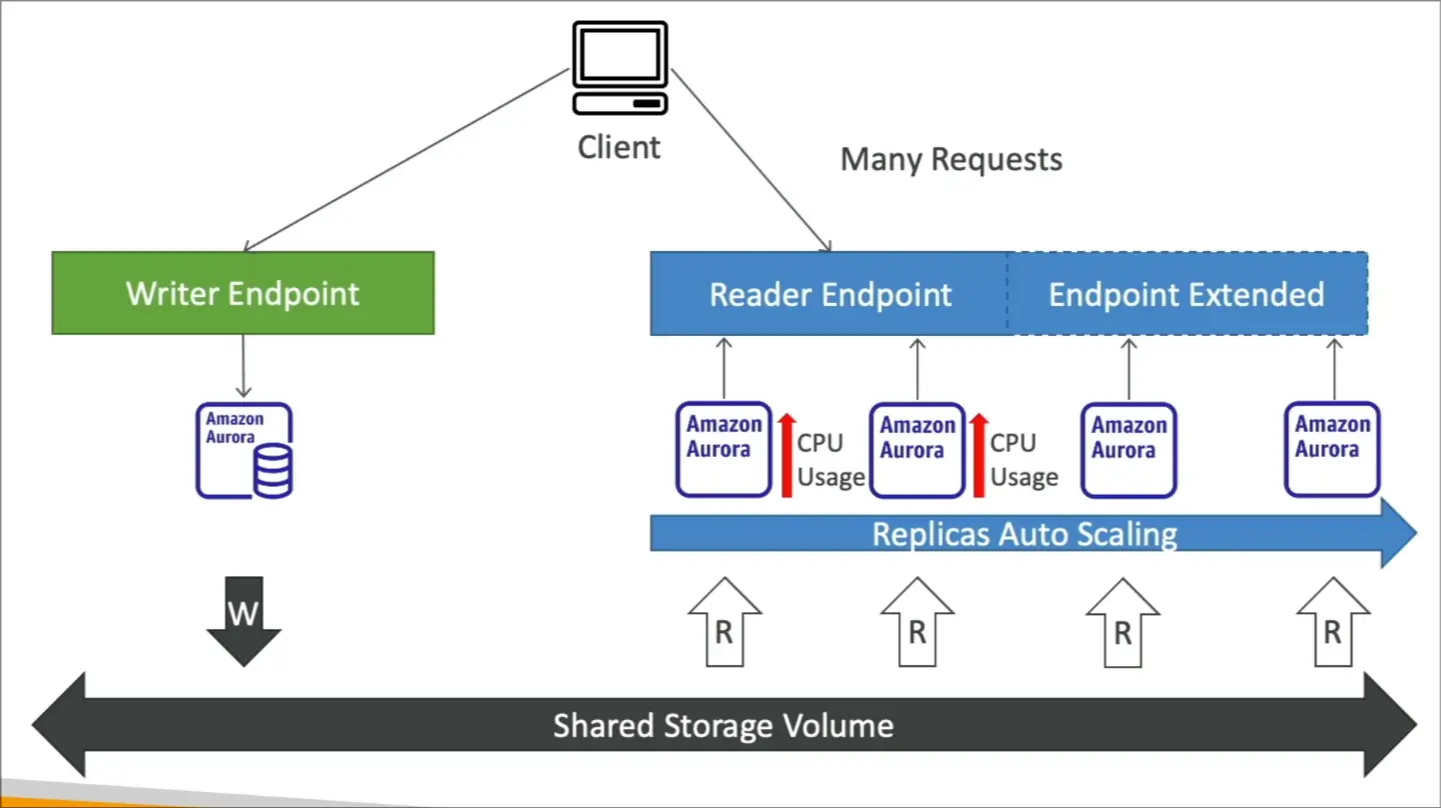 Client
Many Requests
Writer Endpoint
Reader Endpoint
Endpoint Extended
Amazon
Aurora
Amazon
Aurora
CPU
Usage
Amazon
Aurora
CPU
Usage
Amazon
Aurora
Amazon
Aurora
Replicas Auto Scaling
W
R
R
R
R
Shared Storage Volume